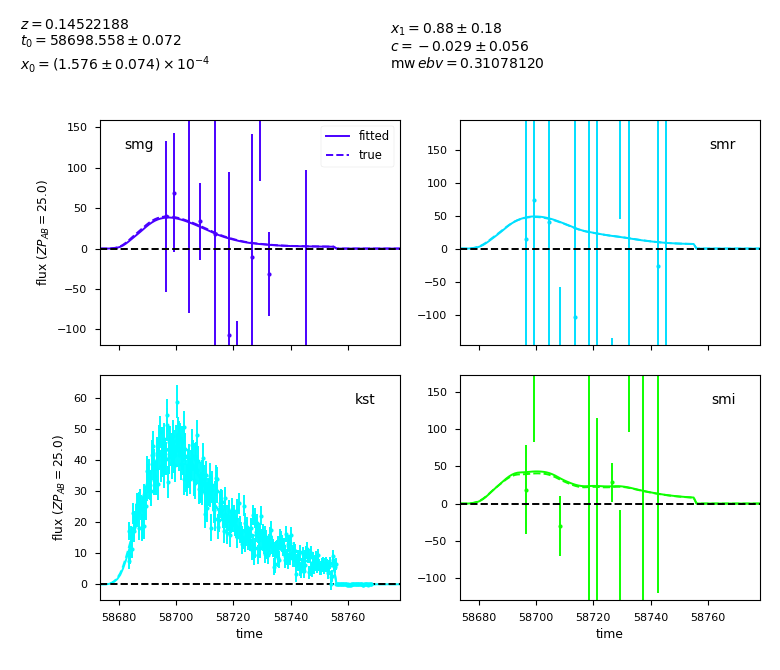 z = 0.14522188
t₀ = 58698.558 ± 0.072
x₀ = (1.576 ± 0.074) × 10⁻⁴
x₁ = 0.88 ± 0.18
c = −0.029 ± 0.056
mw ebv = 0.31078120
smg
fitted
true
150
100
50
0
−50
−100
flux (ZP_AB = 25.0)
smr
150
100
50
0
−50
−100
kst
60
50
40
30
20
10
0
flux (ZP_AB = 25.0)
58680 58700 58720 58740 58760
time
smi
150
100
50
0
−50
−100
58680 58700 58720 58740 58760
time